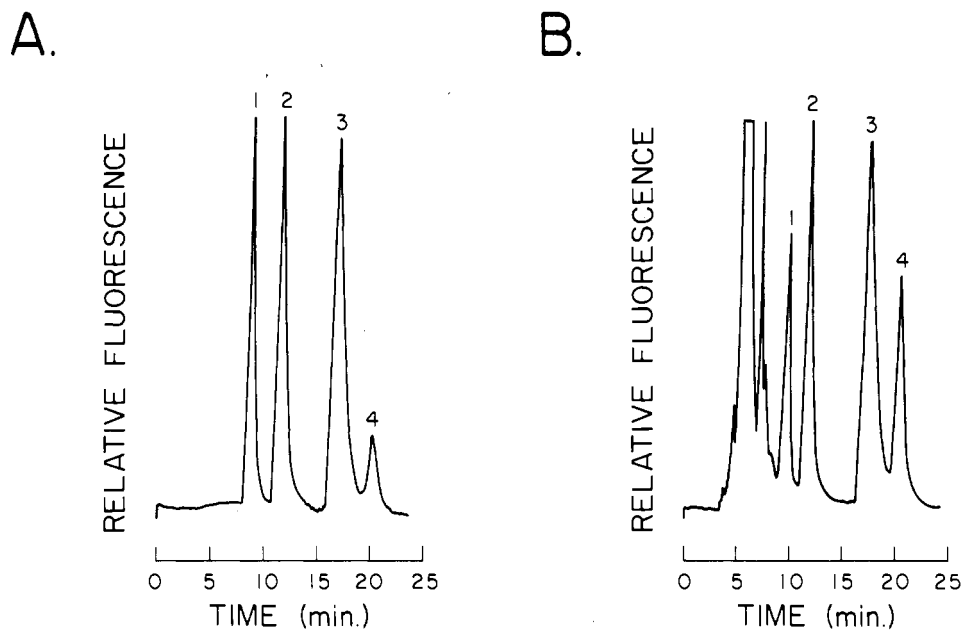 A.
RELATIVE FLUORESCENCE
1
2
3
4
0 5 10 15 20 25
TIME (min.)
B.
RELATIVE FLUORESCENCE
1
2
3
4
0 5 10 15 20 25
TIME (min.)